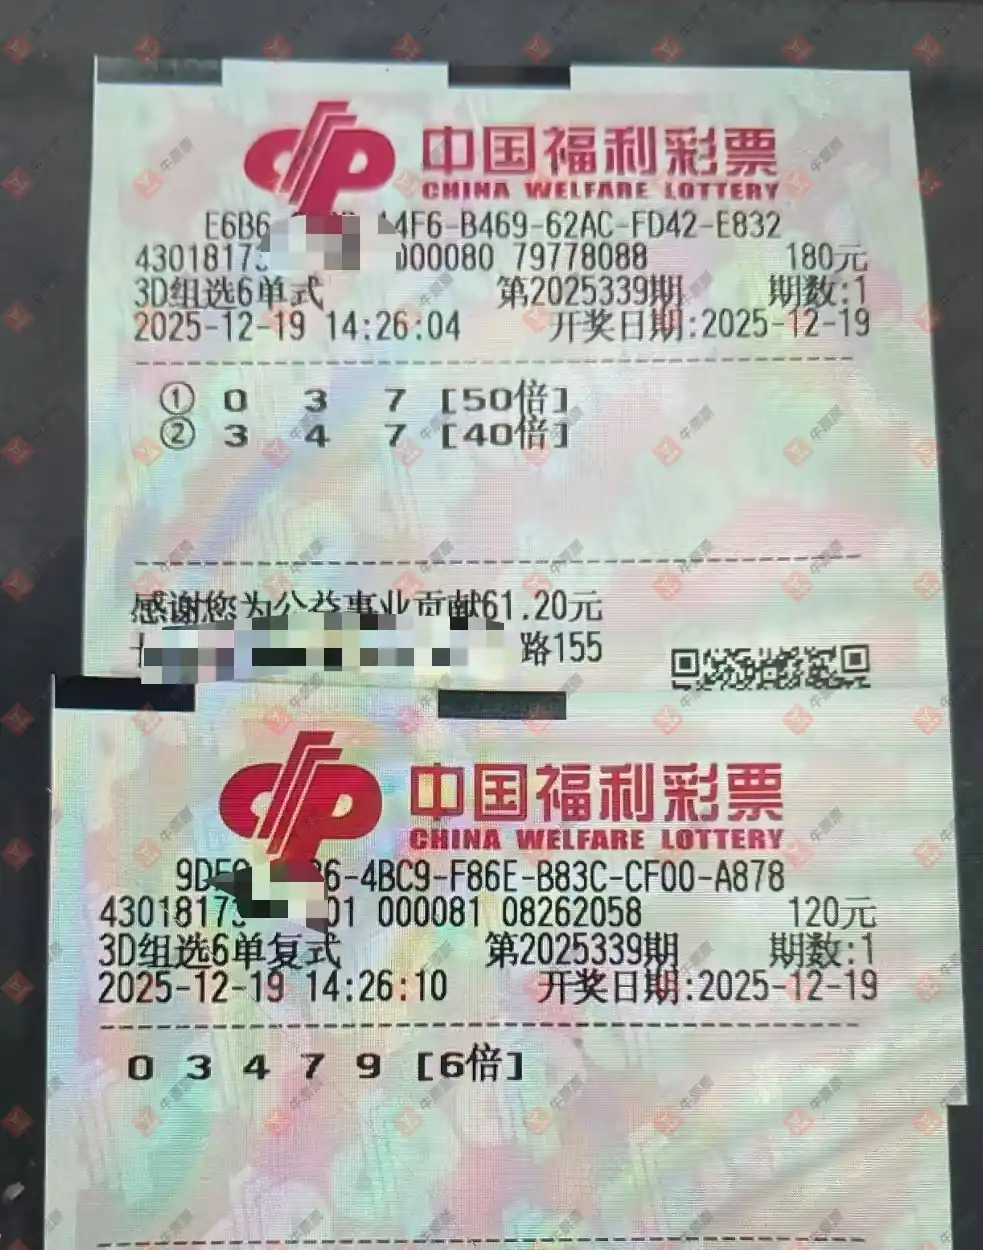 中国福利彩票
CHINA WELFARE LOTTERY
E6B6 4F6-B469-62AC-FD42-E832
43018173 000080 79778088 180元
3D组选6单式 第2025339期 期数:1
2025-12-19 14:26:04 开奖日期:2025-12-19
① 0 3 7 [50倍]
② 3 4 7 [40倍]
感谢您为公益事业贡献61.20元
路155
中国福利彩票
CHINA WELFARE LOTTERY
9DF 6-4BC9-F86E-B83C-CF00-A878
43018173 01 000081 08262058 120元
3D组选6单复式 第2025339期 期数:1
2025-12-19 14:26:10 开奖日期:2025-12-19
0 3 4 7 9 [6倍]